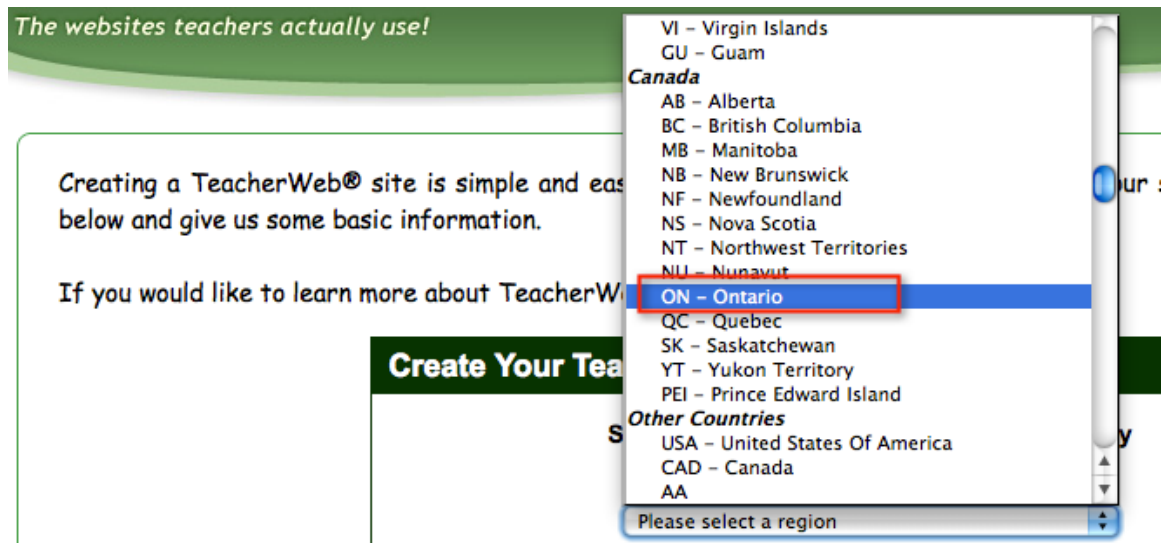 The websites teachers actually use!
VI – Virgin Islands
GU – Guam
Canada
AB – Alberta
BC – British Columbia
MB – Manitoba
NB – New Brunswick
NF – Newfoundland
NS – Nova Scotia
NT – Northwest Territories
NU – Nunavut
ON – Ontario
QC – Quebec
SK – Saskatchewan
YT – Yukon Territory
PEI – Prince Edward Island
Other Countries
USA – United States Of America
CAD – Canada
AA
Please select a region
Creating a TeacherWeb® site is simple and
below and give us some basic information.
If you would like to learn more about
Create Your